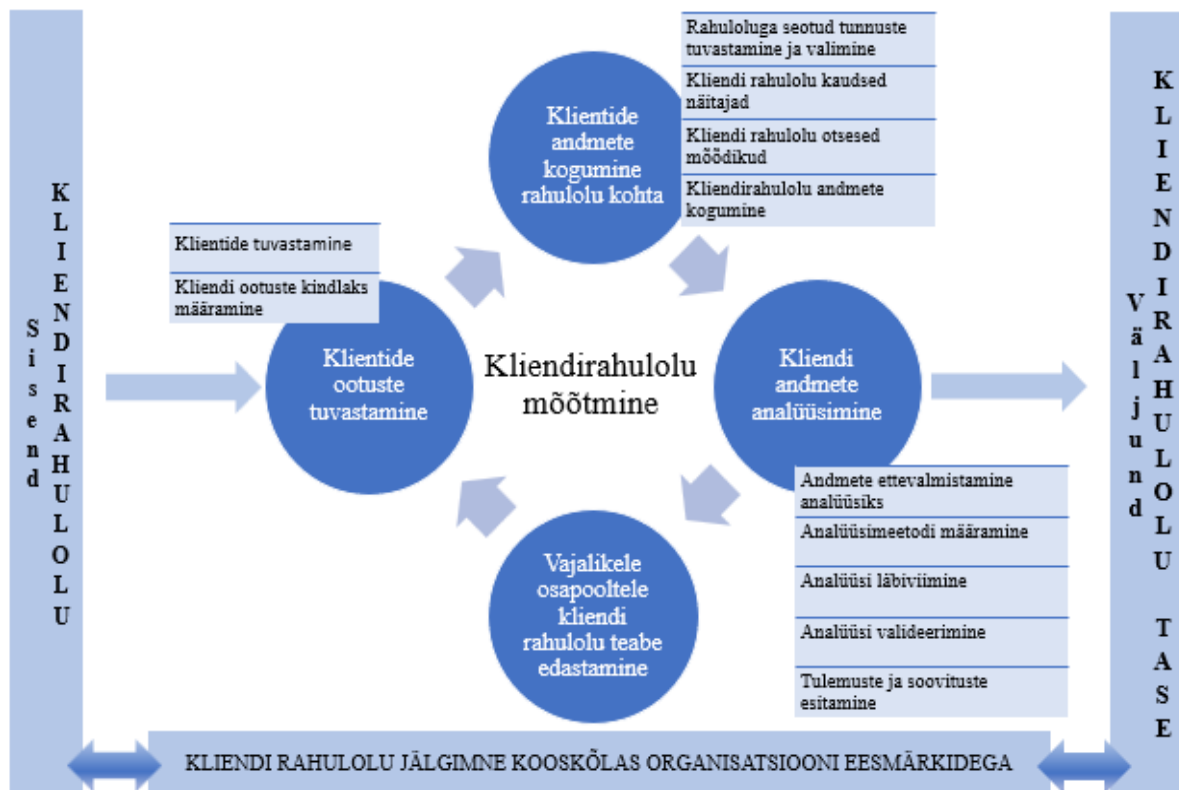 KLIENDIRAHULOLU
Sisend
Klientide tuvastamine
Kliendi ootuste kindlaks
määramine
Klientide
ootuste
tuvastamine
Klientide
andmete
kogumine
rahulolu kohta
Rahuloluga seotud tunnuste
tuvastamine ja valimine
Kliendi rahulolu kaudsed
näitajad
Kliendi rahulolu otsesed
mõõdikud
Kliendirahulolu andmete
kogumine
Kliendirahulolu
mõõtmine
Kliendi
andmete
analüüsimine
Andmete ettevalmistamine
analüüsiks
Analüüsimeetodi määramine
Analüüsi läbiviimine
Analüüsi valideerimine
Tulemuste ja soovituste
esitamine
Vajalikele
osapooltele
kliendi
rahulolu teabe
edastamine
Väljund
KLIENDIRAHULOLU TASE
KLIENDI RAHULOLU JÄLGIMNE KOOSKÕLAS ORGANISATSIOONI EESMÄRKIDEGA